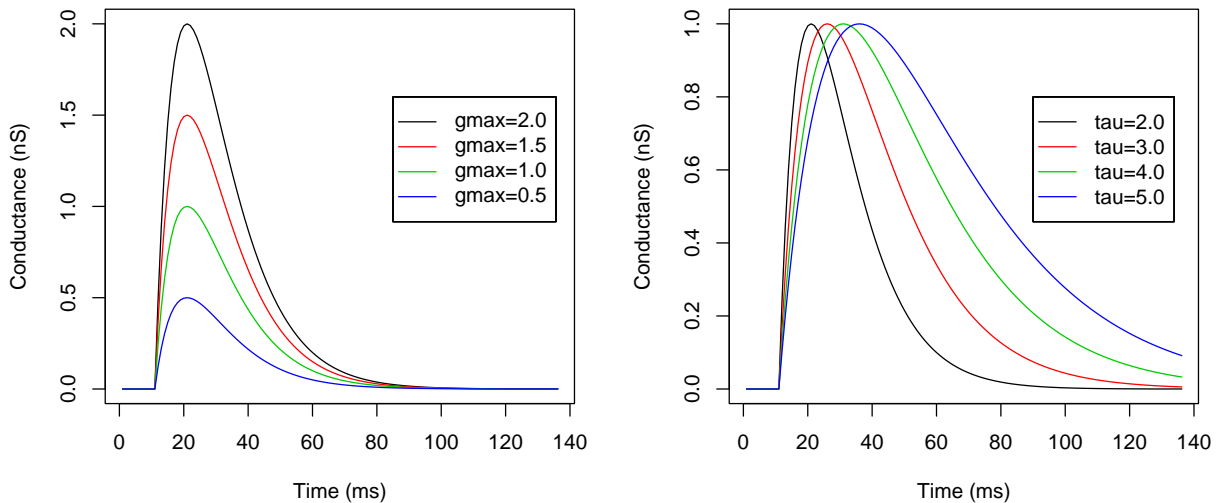 Conductance (nS)
2.0
1.5
1.0
0.5
0.0
gmax=2.0
gmax=1.5
gmax=1.0
gmax=0.5
0 20 40 60 80 100 120 140
Time (ms)
Conductance (nS)
1.0
0.8
0.6
0.4
0.2
0.0
tau=2.0
tau=3.0
tau=4.0
tau=5.0
0 20 40 60 80 100 120 140
Time (ms)